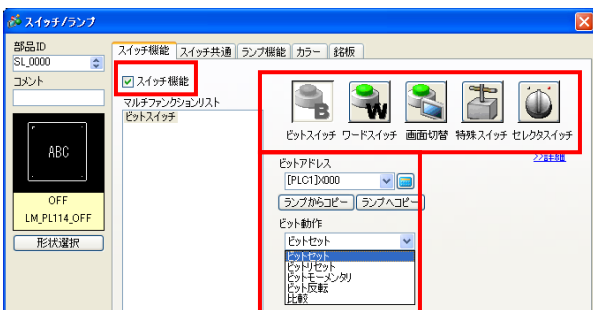 スイッチ/ランプ
部品ID
SL_0000
コメント
ABC
OFF
LM_PL114_OFF
形状選択
スイッチ機能 スイッチ共通 ランプ機能 カラー 銘板
スイッチ機能
マルチファンクションリスト
ビットスイッチ
ビットスイッチ ワードスイッチ 画面切替 特殊スイッチ セレクタスイッチ
>>詳細
ビットアドレス
[PLC1]X000
ランプからコピー ランプへコピー
ビット動作
ビットセット
ビットセット
ビットリセット
ビットモーメンタリ
ビット反転
比較